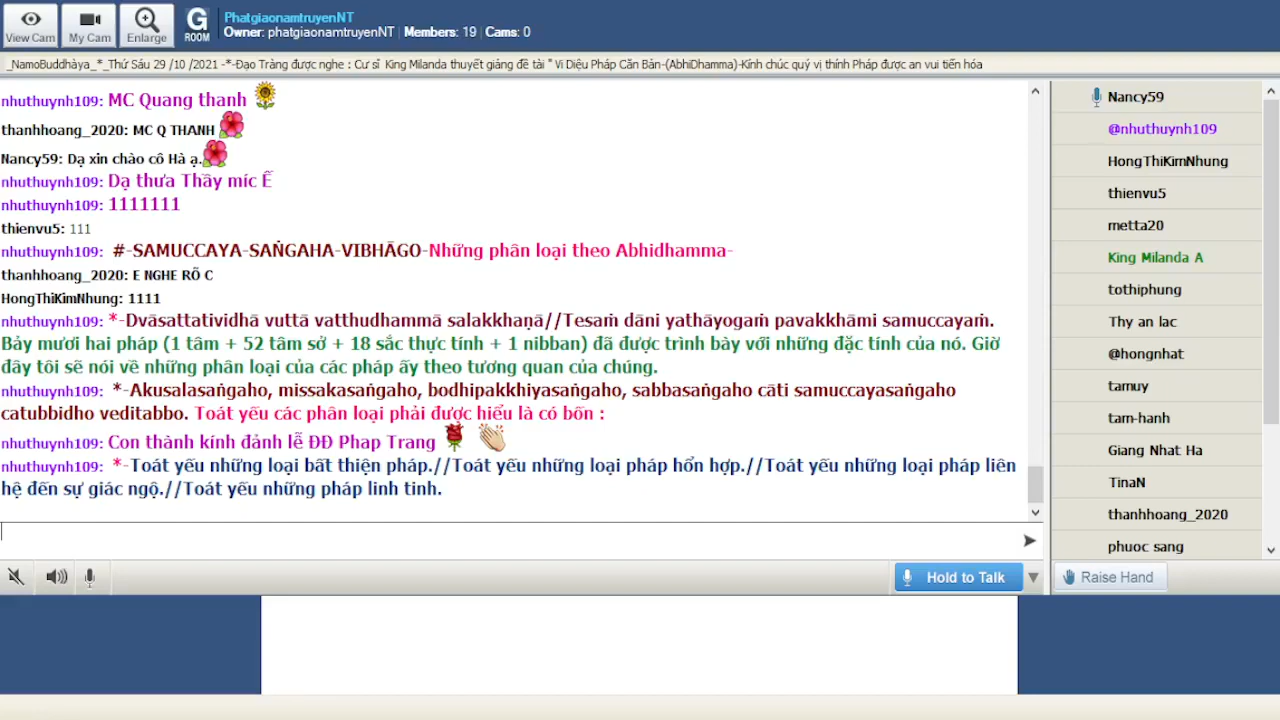 View Cam
My Cam
Enlarge
G
ROOM
PhatgiaonamtruyenNT
Owner: phatgiaonamtruyenNT | Members: 19 | Cams: 0
_NamoBuddhàya_*_Thứ Sáu 29 /10 /2021 -*-Đạo Tràng được nghe : Cư sĩ King Milanda thuyết giảng đề tài " Vi Diệu Pháp Căn Bản-(AbhiDhamma)-Kính chúc quý vị thính Pháp được an vui tiến hóa
nhuthuynh109: MC Quang thanh
thanhhoang_2020: MC Q THANH
Nancy59: Dạ xin chào cô Hà ạ.
nhuthuynh109: Dạ thưa Thầy míc Ế
nhuthuynh109: 1111111
thienvu5: 111
nhuthuynh109: #-SAMUCCAYA-SAṄGAHA-VIBHĀGO-Những phân loại theo Abhidhamma-
thanhhoang_2020: E NGHE RÕ C
HongThiKimNhung: 1111
nhuthuynh109: *-Dvāsattatividhā vuttā vatthudhammā salakkhaṇā//Tesaṁ dāni yathāyogaṁ pavakkhāmi samuccayaṁ.
Bảy mươi hai pháp (1 tâm + 52 tâm sở + 18 sắc thực tính + 1 nibban) đã được trình bày với những đặc tính của nó. Giờ
đây tôi sẽ nói về những phân loại của các pháp ấy theo tương quan của chúng.
nhuthuynh109: *-Akusalasaṅgaho, missakasaṅgaho, bodhipakkhiyasaṅgaho, sabbasaṅgaho cāti samuccayasaṅgaho
catubbidho veditabbo. Toát yếu các phân loại phải được hiểu là có bốn :
nhuthuynh109: Con thành kính đảnh lễ ĐĐ Phap Trang
nhuthuynh109: *-Toát yếu những loại bất thiện pháp.//Toát yếu những loại pháp hổn hợp.//Toát yếu những loại pháp liên
hệ đến sự giác ngộ.//Toát yếu những pháp linh tinh.
Hold to Talk
Nancy59
@nhuthuynh109
HongThiKimNhung
thienvu5
metta20
King Milanda A
tothiphung
Thy an lac
@hongnhat
tamuy
tam-hanh
Giang Nhat Ha
TinaN
thanhhoang_2020
phuoc sang
Raise Hand